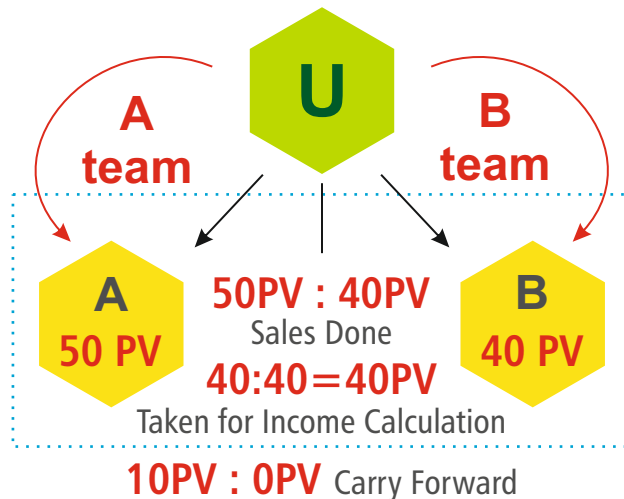 U
A
team
B
team
A
50 PV
50PV : 40PV
Sales Done
40:40=40PV
Taken for Income Calculation
B
40 PV
10PV : 0PV Carry Forward